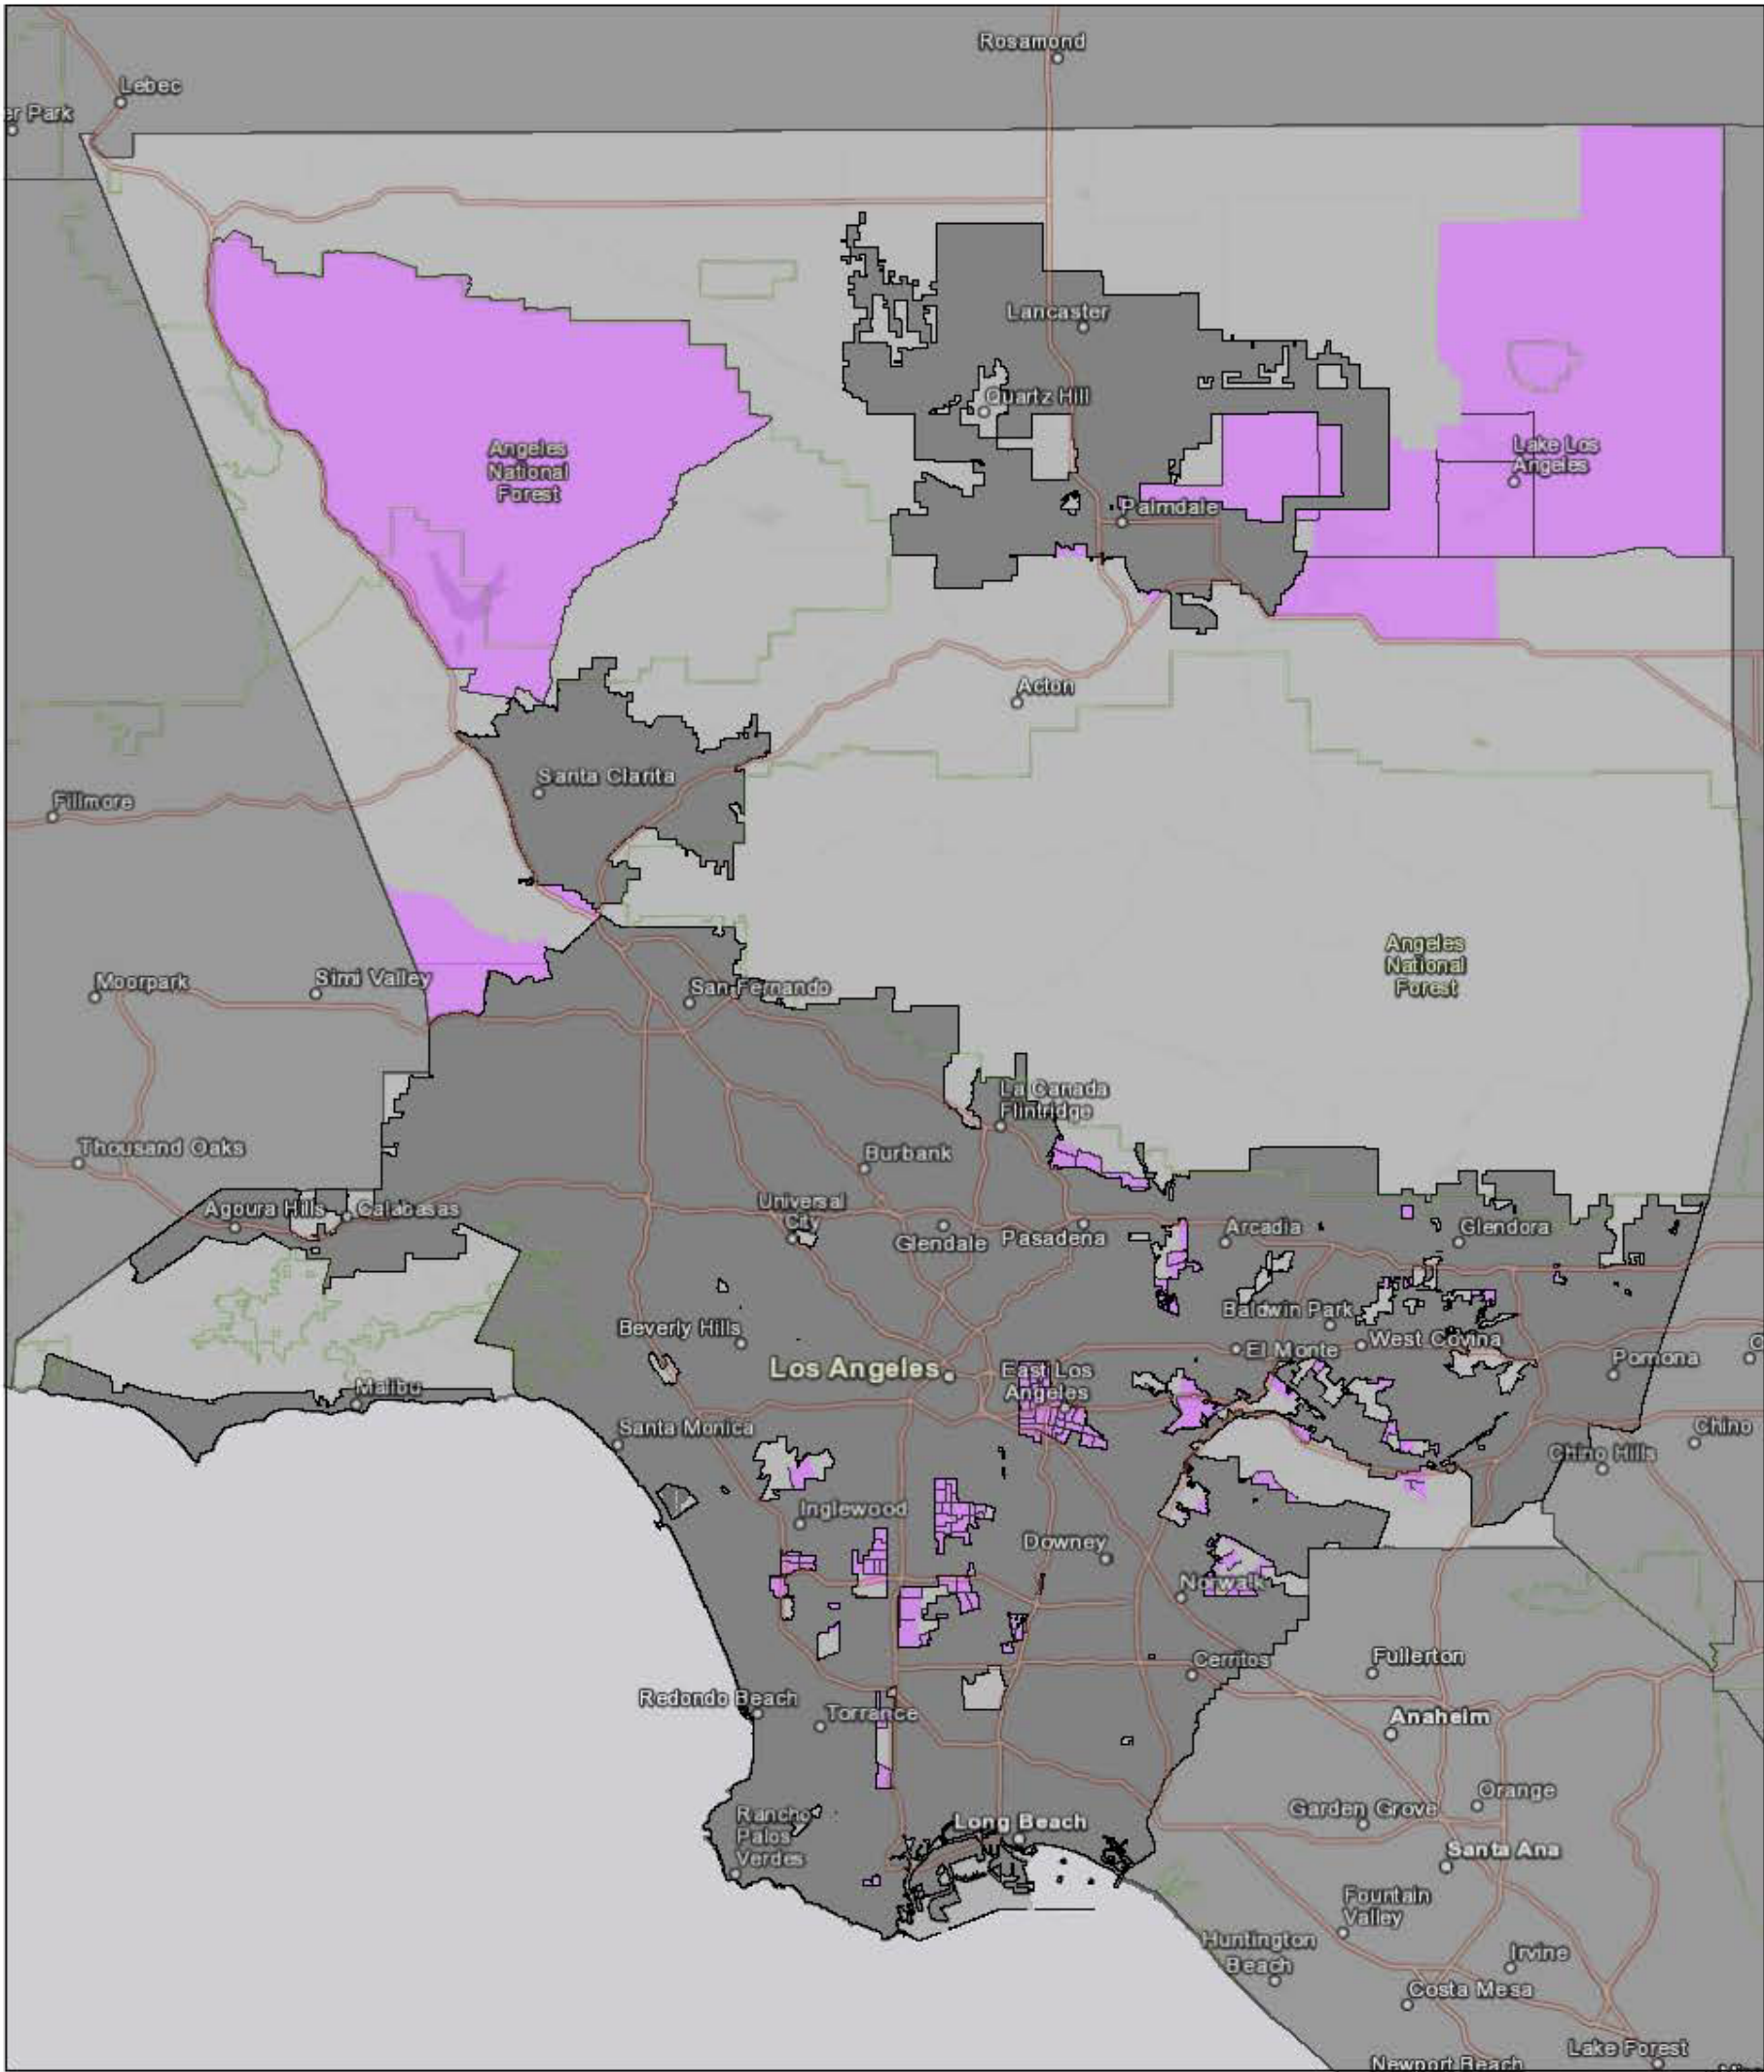 Rosamond
Lebec
er Park
Lancaster
Quartz Hill
Lake Los
Angeles
Angeles
National
Forest
Palmdale
Acton
Santa Clarita
Fillmore
Angeles
National
Forest
Moorpark
Simi Valley
San Fernando
La Canada
Flintridge
Thousand Oaks
Burbank
Agoura Hills
Calabasas
Universal
City
Glendale
Pasadena
Arcadia
Glendora
Baldwin Park
Beverly Hills
El Monte
West Covina
Los Angeles
East Los
Angeles
Pomona
Malibu
Santa Monica
Chino
Chino Hills
Inglewood
Downey
Norwalk
Cerritos
Fullerton
Redondo Beach
Torrance
Anaheim
Orange
Garden Grove
Rancho
Palos
Verdes
Long Beach
Santa Ana
Fountain
Valley
Huntington
Beach
Irvine
Costa Mesa
Lake Forest
Newport Beach